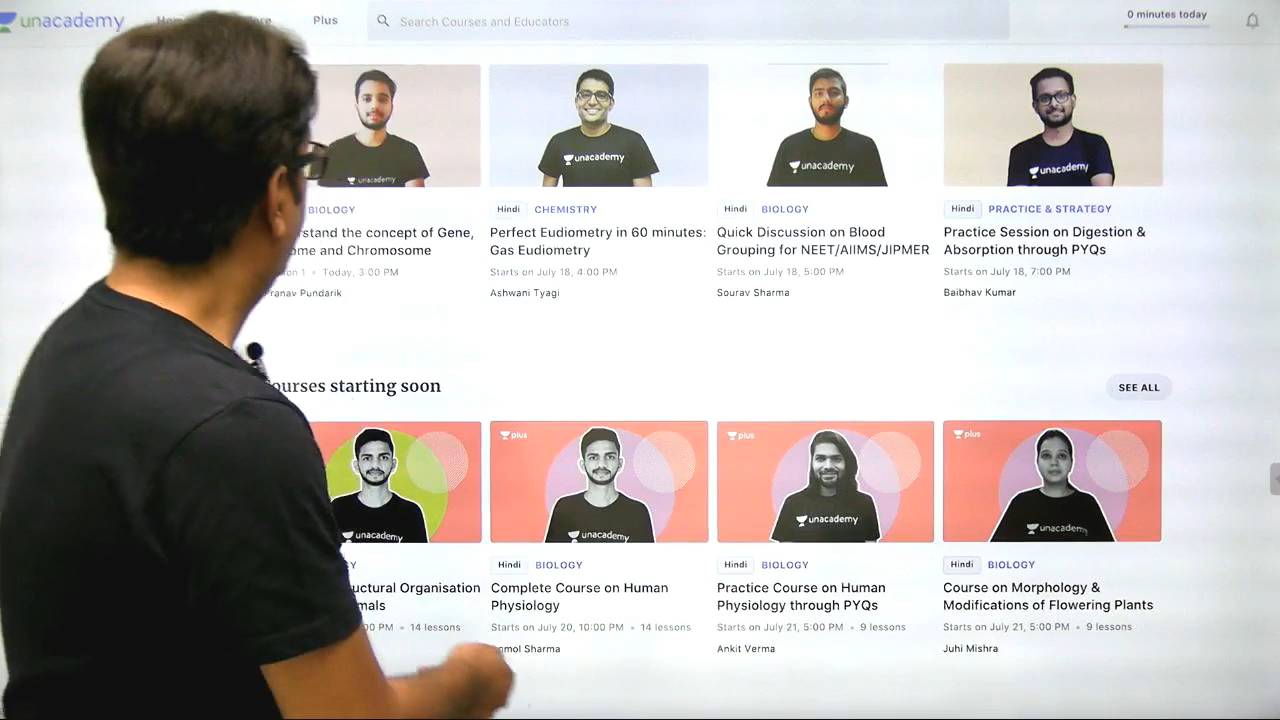 unacademy
Plus
Search Courses and Educators
0 minutes today
unacademy
unacademy
unacademy
unacademy
BIOLOGY
Hindi CHEMISTRY
Hindi BIOLOGY
Hindi PRACTICE & STRATEGY
the concept of Gene,
and Chromosome
1 • Today, 3:00 PM
Pranav Pundarik
Perfect Eudiometry in 60 minutes:
Gas Eudiometry
Starts on July 18, 4:00 PM
Ashwani Tyagi
Quick Discussion on Blood
Grouping for NEET/AIIMS/JIPMER
Starts on July 18, 5:00 PM
Sourav Sharma
Practice Session on Digestion &
Absorption through PYQs
Starts on July 18, 7:00 PM
Baibhav Kumar
ourses starting soon
SEE ALL
plus
plus
plus
unacademy
unacademy
unacademy
unacademy
Organisation
PM • 14 lessons
Hindi BIOLOGY
Complete Course on Human
Physiology
Starts on July 20, 10:00 PM • 14 lessons
Sharma
Hindi BIOLOGY
Practice Course on Human
Physiology through PYQs
Starts on July 21, 5:00 PM • 9 lessons
Ankit Verma
Hindi BIOLOGY
Course on Morphology &
Modifications of Flowering Plants
Starts on July 21, 5:00 PM • 9 lessons
Juhi Mishra